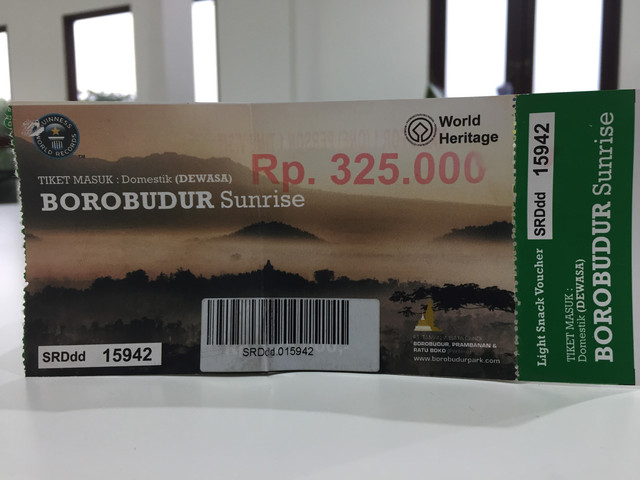 GUINNESS
WORLD RECORDS
TM
World
Heritage
Rp. 325.000
TIKET MASUK : Domestik (DEWASA)
BOROBUDUR Sunrise
SRDdd 15942
SRDdd.015942
BOROBUDUR, PRAMBANAN &
RATU BOKO
www.borobudurpark.com
SRDdd 15942
Light Snack Voucher
TIKET MASUK :
Domestik (DEWASA)
BOROBUDUR Sunrise